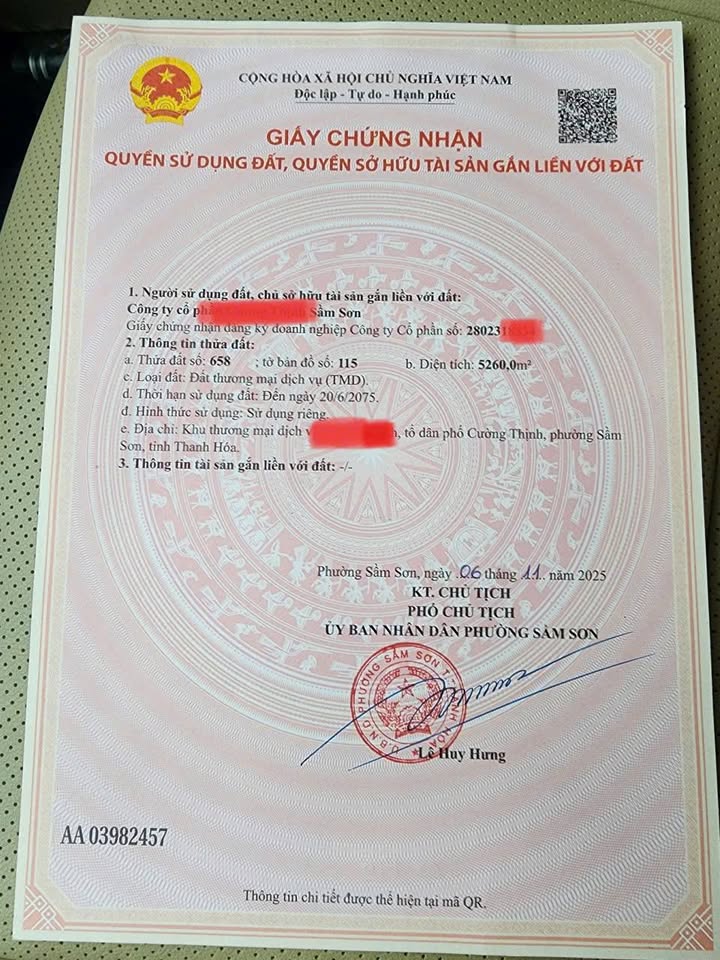 CỘNG HÒA XÃ HỘI CHỦ NGHĨA VIỆT NAM
Độc lập - Tự do - Hạnh phúc
GIẤY CHỨNG NHẬN
QUYỀN SỬ DỤNG ĐẤT, QUYỀN SỞ HỮU TÀI SẢN GẮN LIỀN VỚI ĐẤT
1. Người sử dụng đất, chủ sở hữu tài sản gắn liền với đất:
Công ty cổ phần Sầm Sơn
Giấy chứng nhận đăng ký doanh nghiệp Công ty Cổ phần số: 28023
2. Thông tin thửa đất:
a. Thửa đất số: 658 ; tờ bản đồ số: 115 b. Diện tích: 5260,0m²
c. Loại đất: Đất thương mại dịch vụ (TMD).
d. Thời hạn sử dụng đất: Đến ngày 20/6/2075.
đ. Hình thức sử dụng: Sử dụng riêng.
e. Địa chỉ: Khu thương mại dịch , tổ dân phố Cường Thịnh, phường Sầm
Sơn, tỉnh Thanh Hóa.
3. Thông tin tài sản gắn liền với đất: -/-
Phường Sầm Sơn, ngày .06 tháng .11.. năm 2025
KT. CHỦ TỊCH
PHÓ CHỦ TỊCH
ỦY BAN NHÂN DÂN PHƯỜNG SẦM SƠN
U.B.N.D PHƯỜNG SẦM SƠN T. THANH HÓA
Lê Huy Hưng
AA 03982457
Thông tin chi tiết được thể hiện tại mã QR.